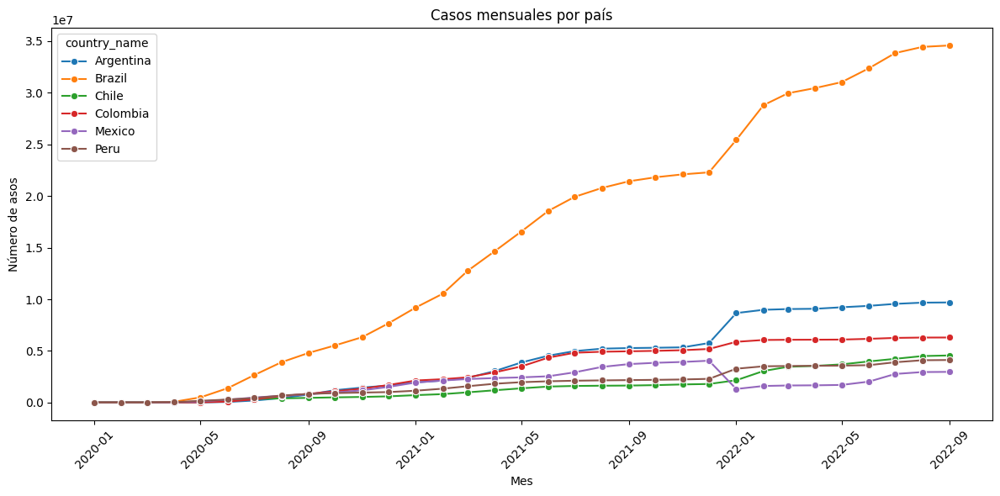 Casos mensuales por país
1e7
country_name
Argentina
Brazil
Chile
Colombia
Mexico
Peru
3.5
3.0
2.5
2.0
1.5
1.0
0.5
0.0
Número de asos
2020-01
2020-05
2020-09
2021-01
2021-05
2021-09
2022-01
2022-05
2022-09
Mes